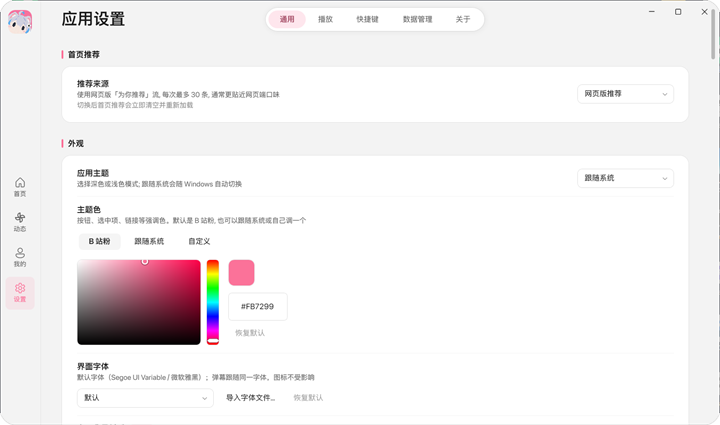 应用设置
通用
播放
快捷键
数据管理
关于
首页推荐
推荐来源
使用网页版「为你推荐」流, 每次最多 30 条, 通常更贴近网页端口味
切换后首页推荐会立即清空并重新加载
网页版推荐
外观
应用主题
选择深色或浅色模式; 跟随系统会随 Windows 自动切换
跟随系统
主题色
按钮、选中项、链接等强调色。默认是 B 站粉, 也可以跟随系统或自己调一个
B 站粉
跟随系统
自定义
#FB7299
恢复默认
界面字体
默认字体（Segoe UI Variable / 微软雅黑）；弹幕跟随同一字体。图标不受影响
默认
导入字体文件...
恢复默认
首页
动态
我的
设置